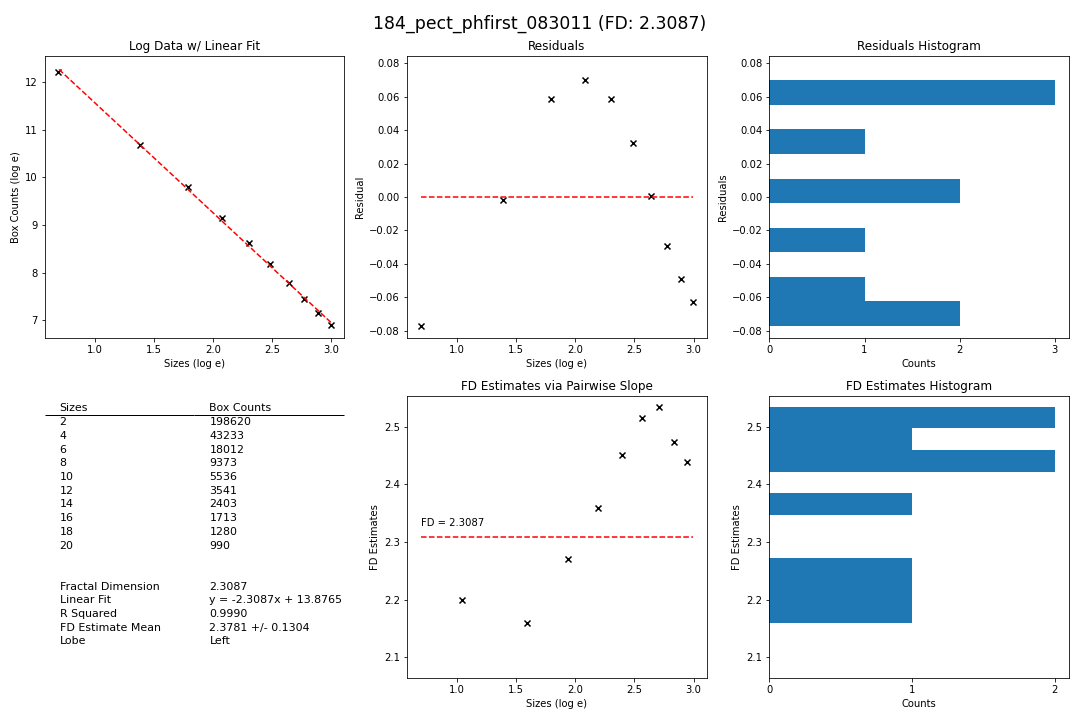 184_pect_phfirst_083011 (FD: 2.3087)
Log Data w/ Linear Fit
12
11
10
9
8
7
Box Counts (log e)
1.0 1.5 2.0 2.5 3.0
Sizes (log e)
Residuals
0.08
0.06
0.04
0.02
0.00
−0.02
−0.04
−0.06
−0.08
Residual
1.0 1.5 2.0 2.5 3.0
Sizes (log e)
Residuals Histogram
0.08
0.06
0.04
0.02
0.00
−0.02
−0.04
−0.06
−0.08
Residuals
0 1 2 3
Counts
Sizes Box Counts
2 198620
4 43233
6 18012
8 9373
10 5536
12 3541
14 2403
16 1713
18 1280
20 990
Fractal Dimension 2.3087
Linear Fit y = -2.3087x + 13.8765
R Squared 0.9990
FD Estimate Mean 2.3781 +/- 0.1304
Lobe Left
FD Estimates via Pairwise Slope
2.5
2.4
2.3
2.2
2.1
FD Estimates
FD = 2.3087
1.0 1.5 2.0 2.5 3.0
Sizes (log e)
FD Estimates Histogram
2.5
2.4
2.3
2.2
2.1
FD Estimates
0 1 2
Counts